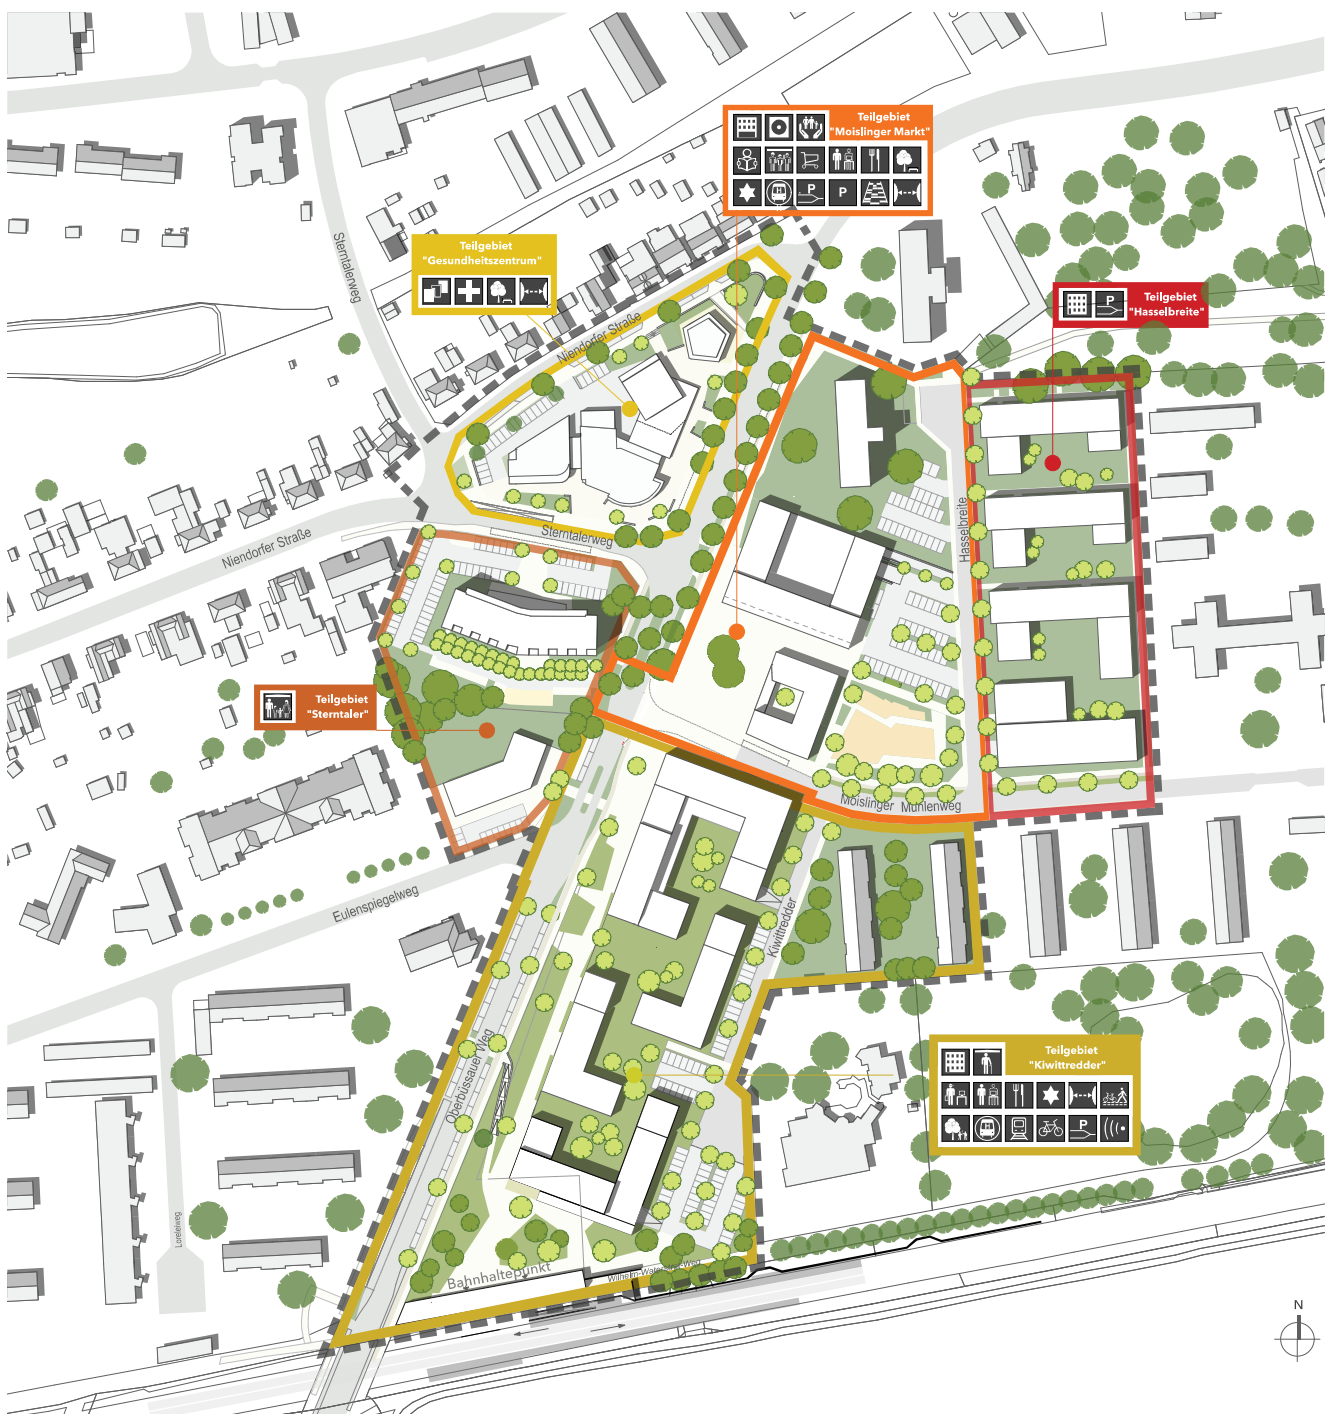 Teilgebiet
"Moislinger Markt"
P
P
Sterntalerweg
Teilgebiet
"Gesundheitszentrum"
Teilgebiet
"Hasselbreite"
P
Niendorfer Straße
Hasselbreite
Sterntalerweg
Niendorfer Straße
Teilgebiet
"Sterntaler"
Moislinger Mühlenweg
Eulenspiegelweg
Kiwittredder
Oberbüssauer Weg
Teilgebiet
"Kiwittredder"
P
Loreleiweg
Bahnhaltepunkt
N